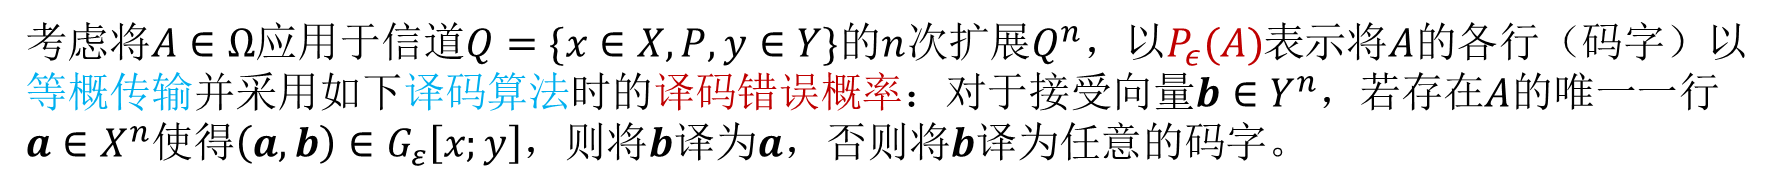 考虑将A ∈ Ω应用于信道Q = {x ∈ X, P, y ∈ Y}的n次扩展Qⁿ，以P_ϵ(A)表示将A的各行（码字）以
等概传输并采用如下译码算法时的译码错误概率：对于接受向量b ∈ Yⁿ，若存在A的唯一一行
a ∈ Xⁿ使得(a, b) ∈ G_ε[x; y]，则将b译为a，否则将b译为任意的码字。